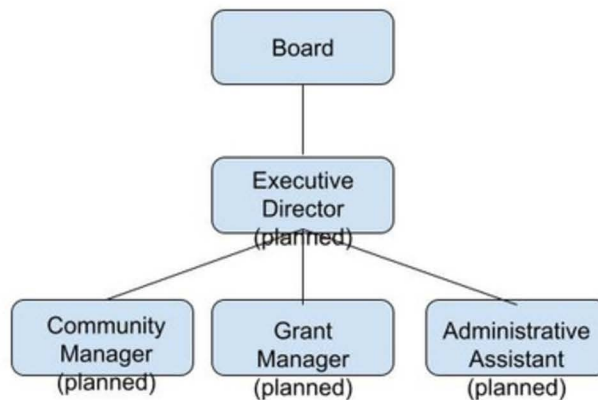 Board
Executive
Director
(planned)
Community
Manager
(planned)
Grant
Manager
(planned)
Administrative
Assistant
(planned)